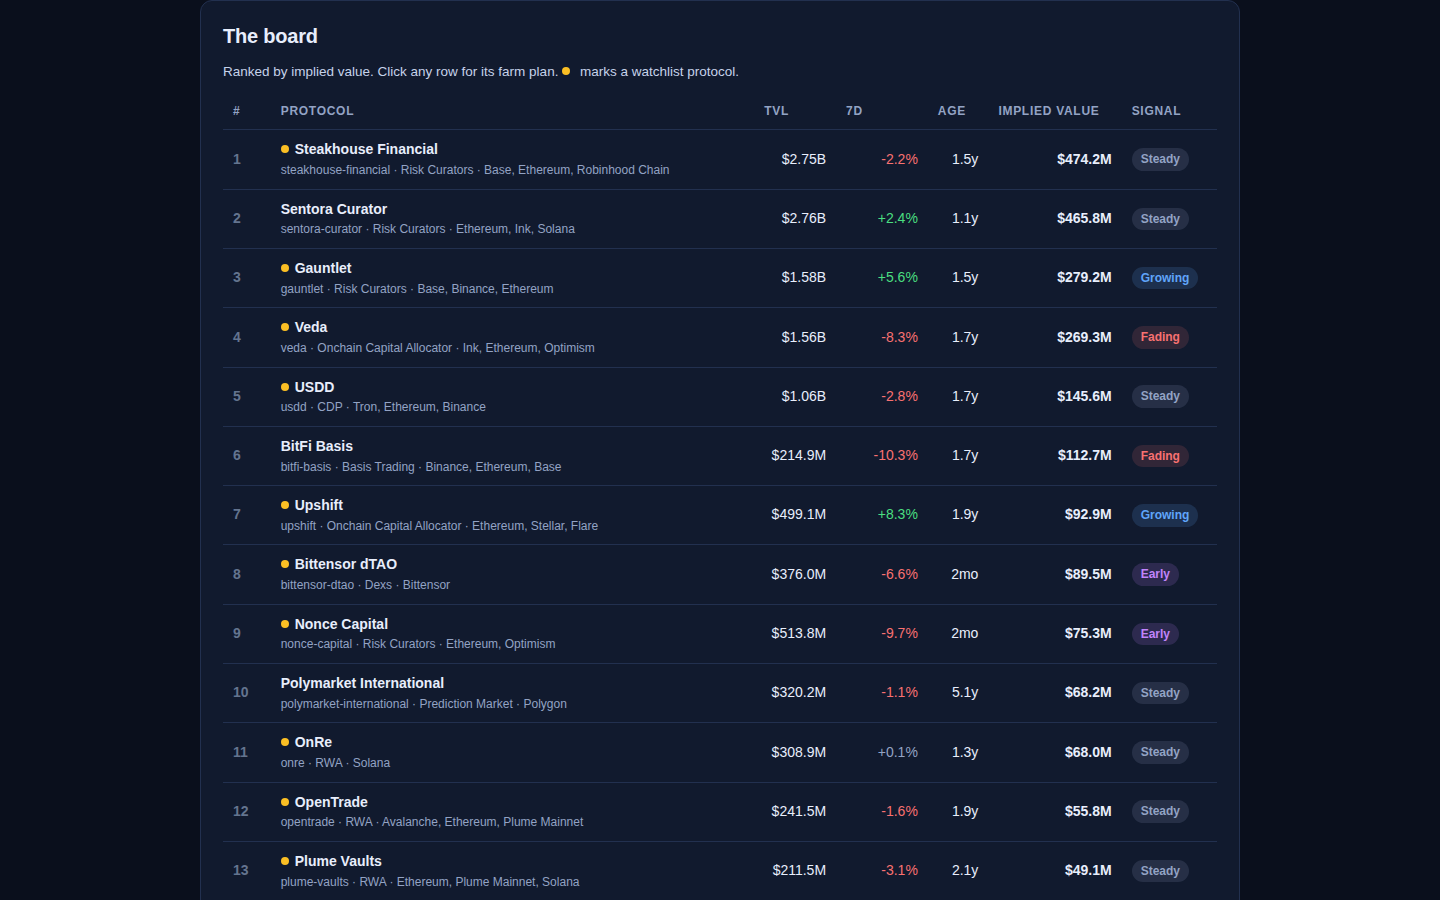 The board
Ranked by implied value. Click any row for its farm plan. marks a watchlist protocol.
# PROTOCOL TVL 7D AGE IMPLIED VALUE SIGNAL
1 Steakhouse Financial $2.75B -2.2% 1.5y $474.2M Steady
steakhouse-financial · Risk Curators · Base, Ethereum, Robinhood Chain
2 Sentora Curator $2.76B +2.4% 1.1y $465.8M Steady
sentora-curator · Risk Curators · Ethereum, Ink, Solana
3 Gauntlet $1.58B +5.6% 1.5y $279.2M Growing
gauntlet · Risk Curators · Base, Binance, Ethereum
4 Veda $1.56B -8.3% 1.7y $269.3M Fading
veda · Onchain Capital Allocator · Ink, Ethereum, Optimism
5 USDD $1.06B -2.8% 1.7y $145.6M Steady
usdd · CDP · Tron, Ethereum, Binance
6 BitFi Basis $214.9M -10.3% 1.7y $112.7M Fading
bitfi-basis · Basis Trading · Binance, Ethereum, Base
7 Upshift $499.1M +8.3% 1.9y $92.9M Growing
upshift · Onchain Capital Allocator · Ethereum, Stellar, Flare
8 Bittensor dTAO $376.0M -6.6% 2mo $89.5M Early
bittensor-dtao · Dexs · Bittensor
9 Nonce Capital $513.8M -9.7% 2mo $75.3M Early
nonce-capital · Risk Curators · Ethereum, Optimism
10 Polymarket International $320.2M -1.1% 5.1y $68.2M Steady
polymarket-international · Prediction Market · Polygon
11 OnRe $308.9M +0.1% 1.3y $68.0M Steady
onre · RWA · Solana
12 OpenTrade $241.5M -1.6% 1.9y $55.8M Steady
opentrade · RWA · Avalanche, Ethereum, Plume Mainnet
13 Plume Vaults $211.5M -3.1% 2.1y $49.1M Steady
plume-vaults · RWA · Ethereum, Plume Mainnet, Solana